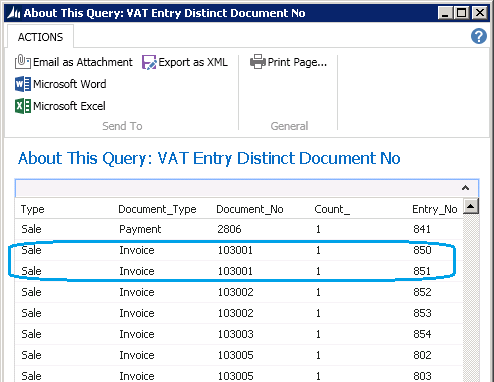 About This Query: VAT Entry Distinct Document No
ACTIONS
Email as Attachment Export as XML Print Page...
Microsoft Word
Microsoft Excel
Send To General
About This Query: VAT Entry Distinct Document No
Type Document_Type Document_No Count_ Entry_No
Sale Payment 2806 1 841
Sale Invoice 103001 1 850
Sale Invoice 103001 1 851
Sale Invoice 103002 1 852
Sale Invoice 103002 1 853
Sale Invoice 103003 1 854
Sale Invoice 103005 1 802
Sale Invoice 103005 1 803